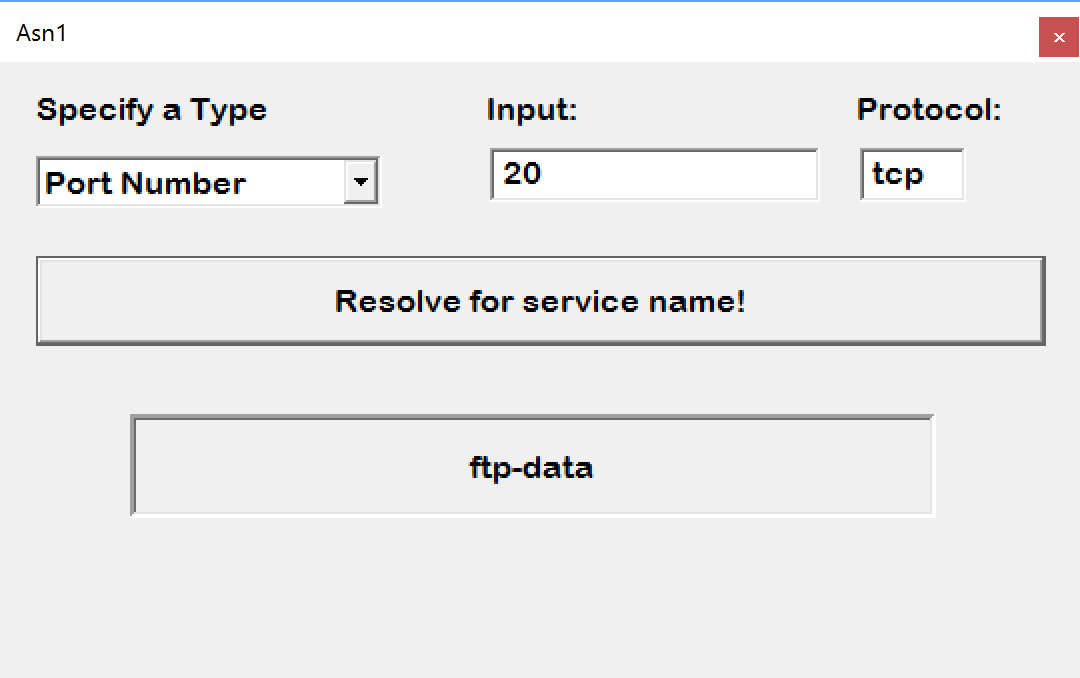 Asn1
Specify a Type Input: Protocol:
Port Number 20 tcp
Resolve for service name!
ftp-data